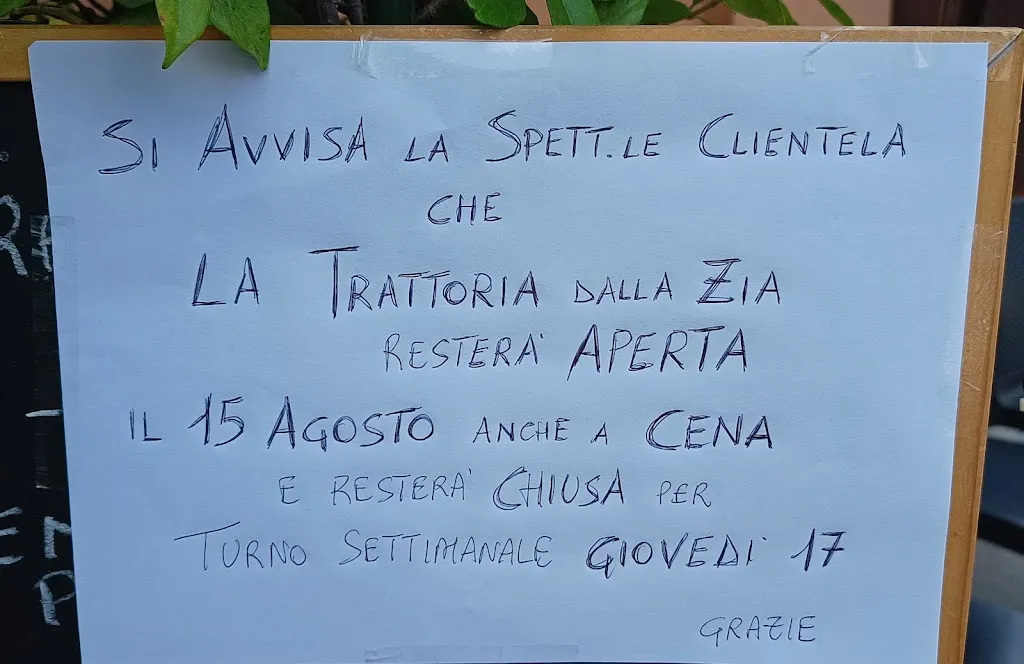 SI AVVISA LA SPETT.LE CLIENTELA
CHE
LA TRATTORIA DALLA ZIA
RESTERA' APERTA
IL 15 AGOSTO ANCHE A CENA
E RESTERA' CHIUSA PER
TURNO SETTIMANALE GIOVEDI' 17
GRAZIE